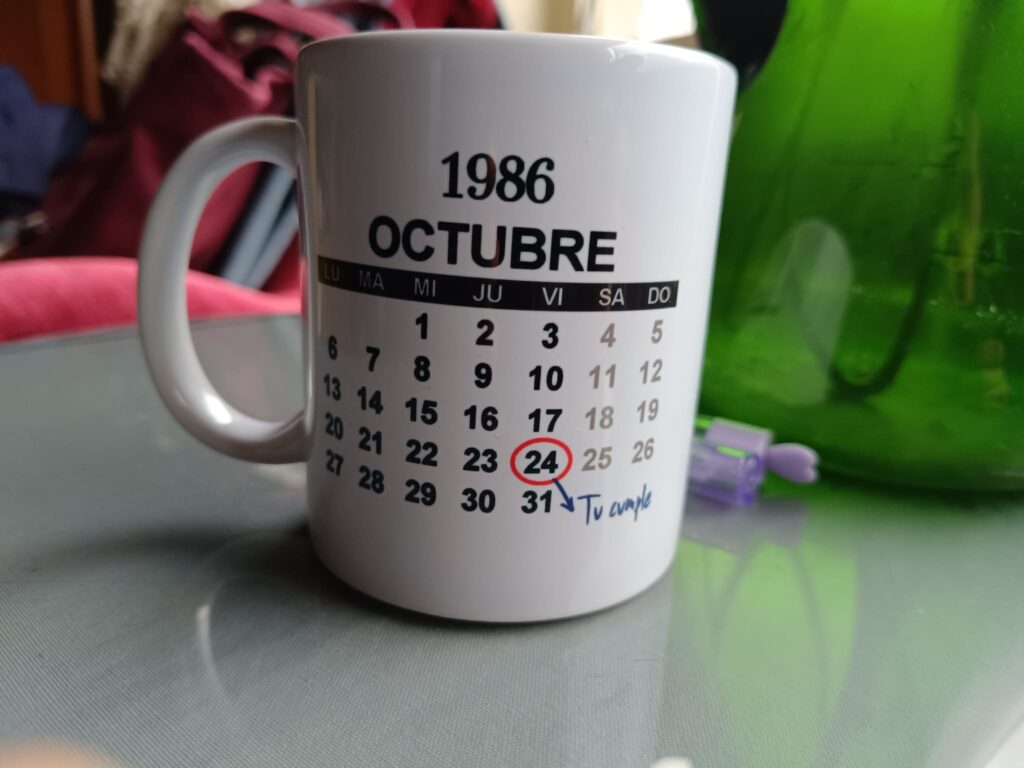 1986
OCTUBRE
LU MA MI JU VI SA DO
1 2 3 4 5
6 7 8 9 10 11 12
13 14 15 16 17 18 19
20 21 22 23 24 25 26
27 28 29 30 31
Tu cumple